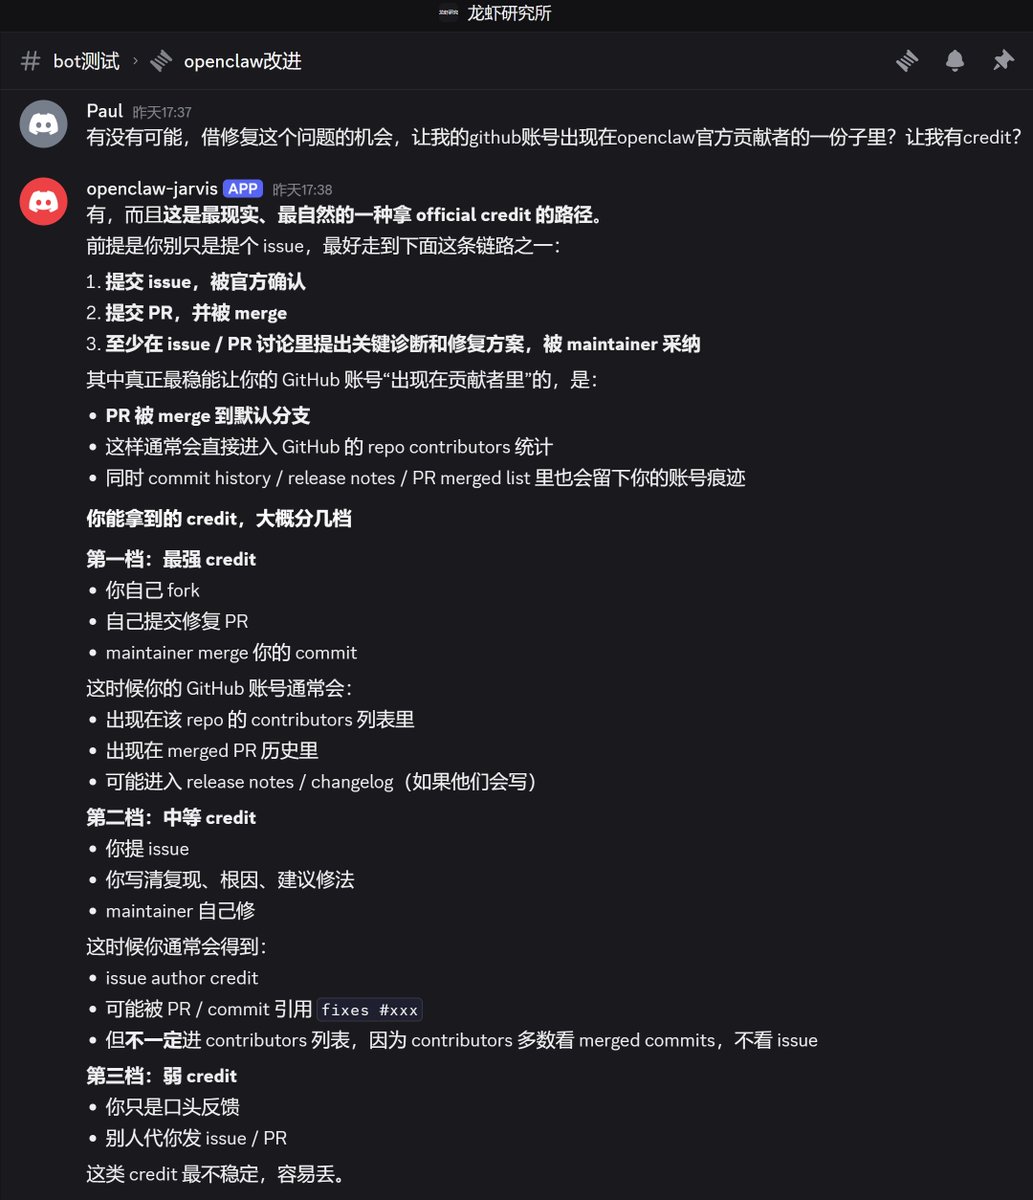 龙虾研究所
# bot测试 › openclaw改进
Paul 昨天17:37
有没有可能，借修复这个问题的机会，让我的github账号出现在openclaw官方贡献者的一份子里？让我有credit？
openclaw-jarvis APP 昨天17:38
有，而且这是最现实、最自然的一种拿 official credit 的路径。
前提是你别只是提个 issue，最好走到下面这条链路之一：
1. 提交 issue，被官方确认
2. 提交 PR，并被 merge
3. 至少在 issue / PR 讨论里提出关键诊断和修复方案，被 maintainer 采纳
其中真正最稳能让你的 GitHub 账号“出现在贡献者里”的，是：
• PR 被 merge 到默认分支
• 这样通常会直接进入 GitHub 的 repo contributors 统计
• 同时 commit history / release notes / PR merged list 里也会留下你的账号痕迹
你能拿到的 credit，大概分几档
第一档：最强 credit
• 你自己 fork
• 自己提交修复 PR
• maintainer merge 你的 commit
这时候你的 GitHub 账号通常会：
• 出现在该 repo 的 contributors 列表里
• 出现在 merged PR 历史里
• 可能进入 release notes / changelog（如果他们会写）
第二档：中等 credit
• 你提 issue
• 你写清复现、根因、建议修法
• maintainer 自己修
这时候你通常会得到：
• issue author credit
• 可能被 PR / commit 引用 fixes #xxx
• 但不一定进 contributors 列表，因为 contributors 多数看 merged commits，不看 issue
第三档：弱 credit
• 你只是口头反馈
• 别人代你发 issue / PR
这类 credit 最不稳定，容易丢。